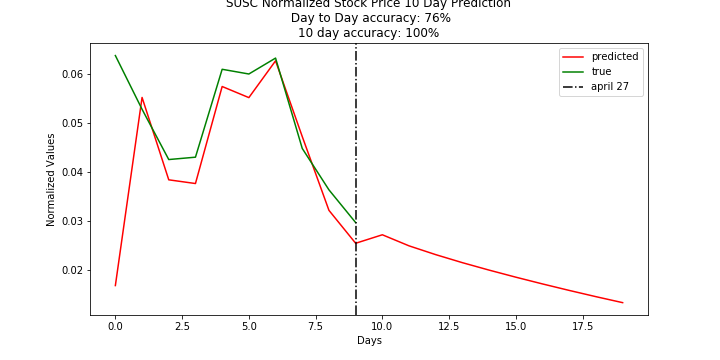 SUSC Normalized Stock Price 10 Day Prediction
Day to Day accuracy: 76%
10 day accuracy: 100%
predicted
true
april 27
0.06
0.05
0.04
0.03
0.02
Normalized Values
0.0 2.5 5.0 7.5 10.0 12.5 15.0 17.5
Days